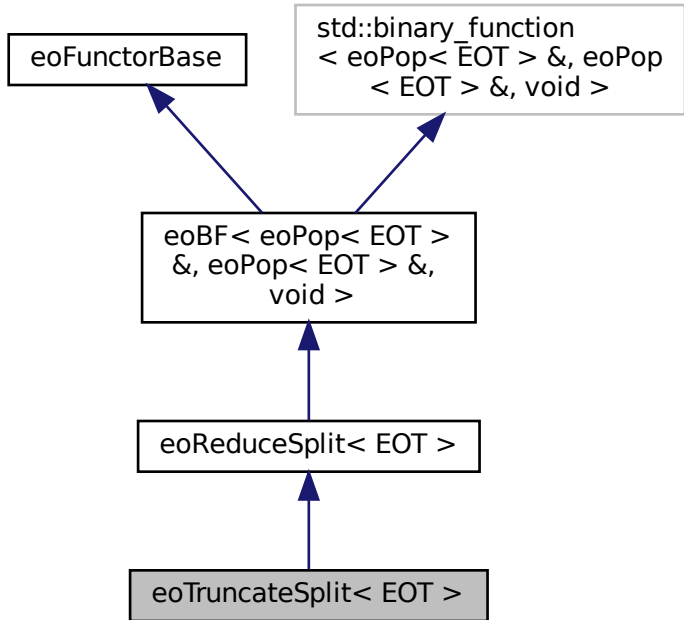 eoFunctorBase
std::binary_function
< eoPop< EOT > &, eoPop
< EOT > &, void >
eoBF< eoPop< EOT >
&, eoPop< EOT > &,
void >
eoReduceSplit< EOT >
eoTruncateSplit< EOT >